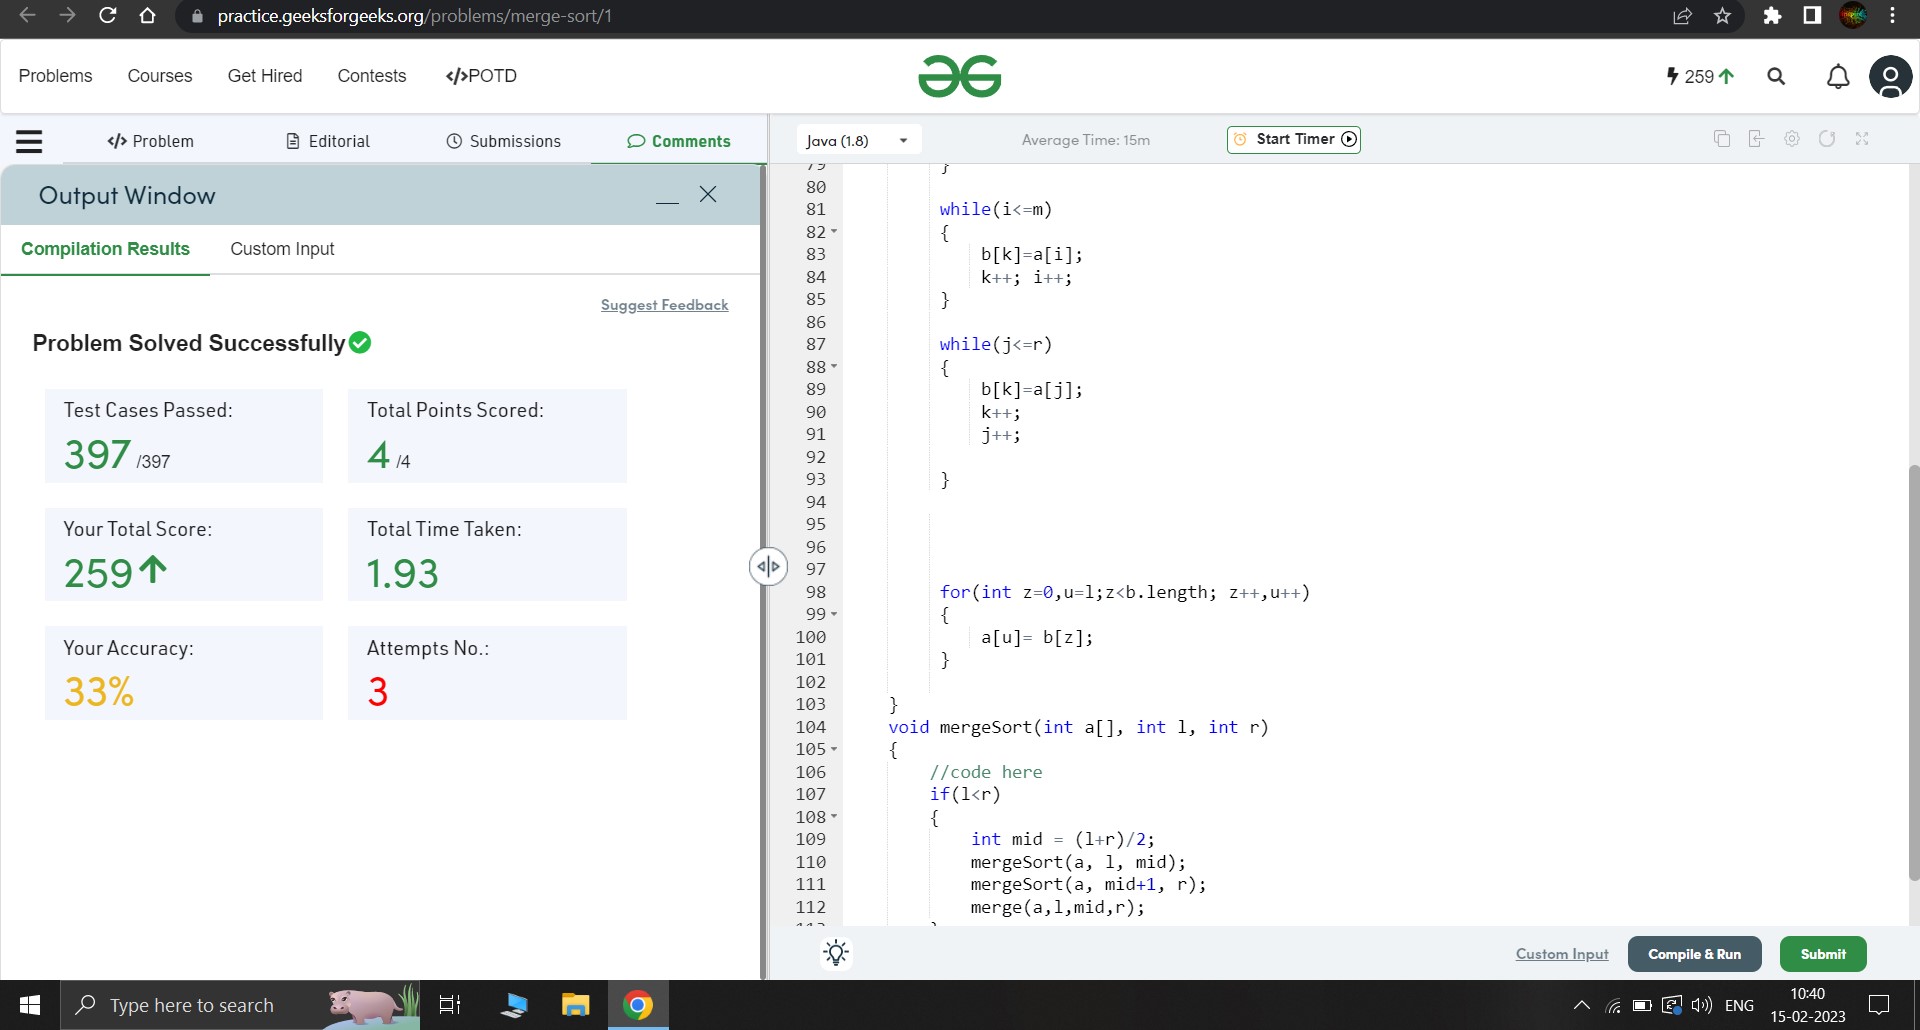 practice.geeksforgeeks.org/problems/merge-sort/1
Problems Courses Get Hired Contests </>POTD
259
</> Problem Editorial Submissions Comments
Java (1.8) Average Time: 15m Start Timer
Output Window
Compilation Results Custom Input
Suggest Feedback
Problem Solved Successfully
Test Cases Passed:
397 /397
Total Points Scored:
4 /4
Your Total Score:
259
Total Time Taken:
1.93
Your Accuracy:
33%
Attempts No.:
3
79 }
80
81 while(i<=m)
82 {
83 b[k]=a[i];
84 k++; i++;
85 }
86
87 while(j<=r)
88 {
89 b[k]=a[j];
90 k++;
91 j++;
92
93 }
94
95
96
97
98 for(int z=0,u=l;z<b.length; z++,u++)
99 {
100 a[u]= b[z];
101 }
102
103 }
104 void mergeSort(int a[], int l, int r)
105 {
106 //code here
107 if(l<r)
108 {
109 int mid = (l+r)/2;
110 mergeSort(a, l, mid);
111 mergeSort(a, mid+1, r);
112 merge(a,l,mid,r);
Custom Input Compile & Run Submit
Type here to search
ENG
10:40
15-02-2023